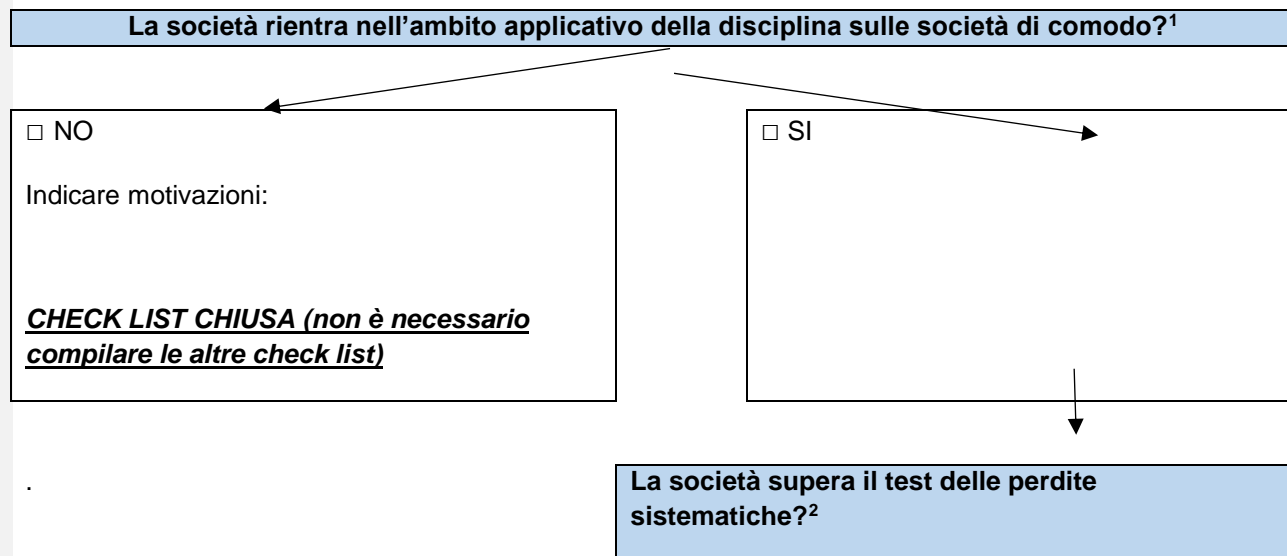 La società rientra nell’ambito applicativo della disciplina sulle società di comodo?¹
□ NO
Indicare motivazioni:
CHECK LIST CHIUSA (non è necessario
compilare le altre check list)
□ SI
.
La società supera il test delle perdite
sistematiche?²